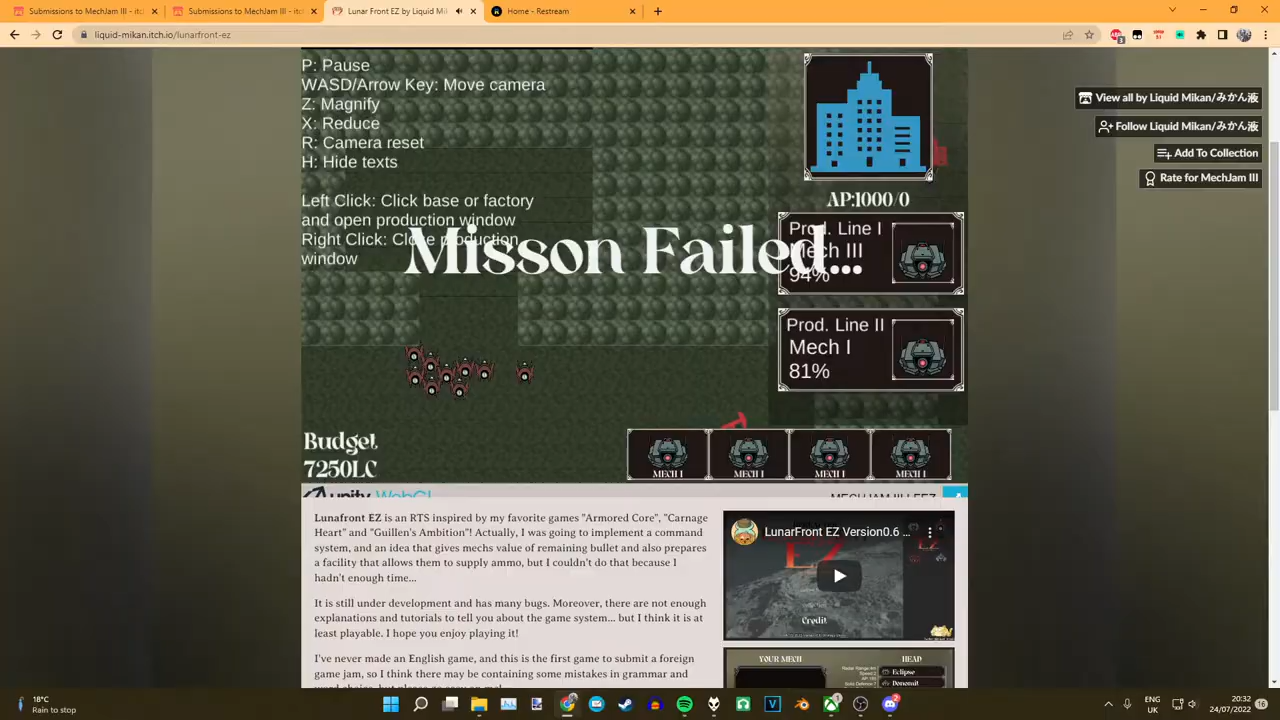 Submissions to MechJam III - itc
Submissions to MechJam III - itc
Lunar Front EZ by Liquid Mi
Home - Restream
liquid-mikan.itch.io/lunarfront-ez
P: Pause
WASD/Arrow Key: Move camera
Z: Magnify
X: Reduce
R: Camera reset
H: Hide texts
Left Click: Click base or factory
and open production window
Right Click: Close production
window
Misson Failed...
AP:1000/0
Prod. Line I
Mech III
94%
Prod. Line II
Mech I
81%
Budget
7250LC
MECH I
MECH I
MECH I
MECH I
View all by Liquid Mikan/みかん液
Follow Liquid Mikan/みかん液
Add To Collection
Rate for MechJam III
unity WebGL
MECH JAM III LFEZ
Lunafront EZ is an RTS inspired by my favorite games "Armored Core", "Carnage
Heart" and "Guillen's Ambition"! Actually, I was going to implement a command
system, and an idea that gives mechs value of remaining bullet and also prepares
a facility that allows them to supply ammo, but I couldn't do that because I
hadn't enough time...
It is still under development and has many bugs. Moreover, there are not enough
explanations and tutorials to tell you about the game system... but I think it is at
least playable. I hope you enjoy playing it!
I've never made an English game, and this is the first game to submit a foreign
game jam, so I think there may be containing some mistakes in grammar and
LunarFront EZ Version0.6 ...
EZ
Credit
YOUR MECH
HEAD
Eclipse
18°C
Rain to stop
ENG
UK
20:32
24/07/2022